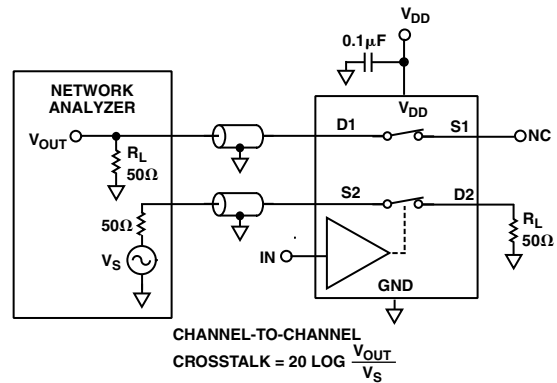 V_DD
0.1µF
NETWORK
ANALYZER
V_DD
V_OUT
D1
S1
NC
R_L
50Ω
S2
D2
50Ω
R_L
50Ω
V_S
IN
GND
CHANNEL-TO-CHANNEL
CROSSTALK = 20 LOG V_OUT/V_S